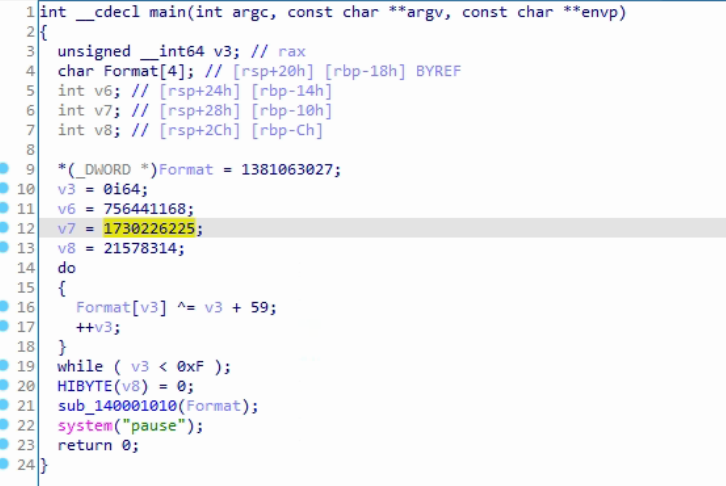 1 int __cdecl main(int argc, const char **argv, const char **envp)
2 {
3   unsigned __int64 v3; // rax
4   char Format[4]; // [rsp+20h] [rbp-18h] BYREF
5   int v6; // [rsp+24h] [rbp-14h]
6   int v7; // [rsp+28h] [rbp-10h]
7   int v8; // [rsp+2Ch] [rbp-Ch]
8
9   *(_DWORD *)Format = 1381063027;
10   v3 = 0i64;
11   v6 = 756441168;
12   v7 = 1730226225;
13   v8 = 21578314;
14   do
15   {
16     Format[v3] ^= v3 + 59;
17     ++v3;
18   }
19   while ( v3 < 0xF );
20   HIBYTE(v8) = 0;
21   sub_140001010(Format);
22   system("pause");
23   return 0;
24 }